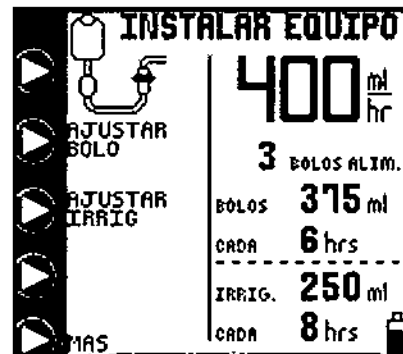 INSTALAR EQUIPO
400 ml/hr
AJUSTAR
BOLO
3 BOLOS ALIM.
AJUSTAR
IRRIG
BOLOS 375 ml
CADA 6 hrs
IRRIG. 250 ml
CADA 8 hrs
MAS